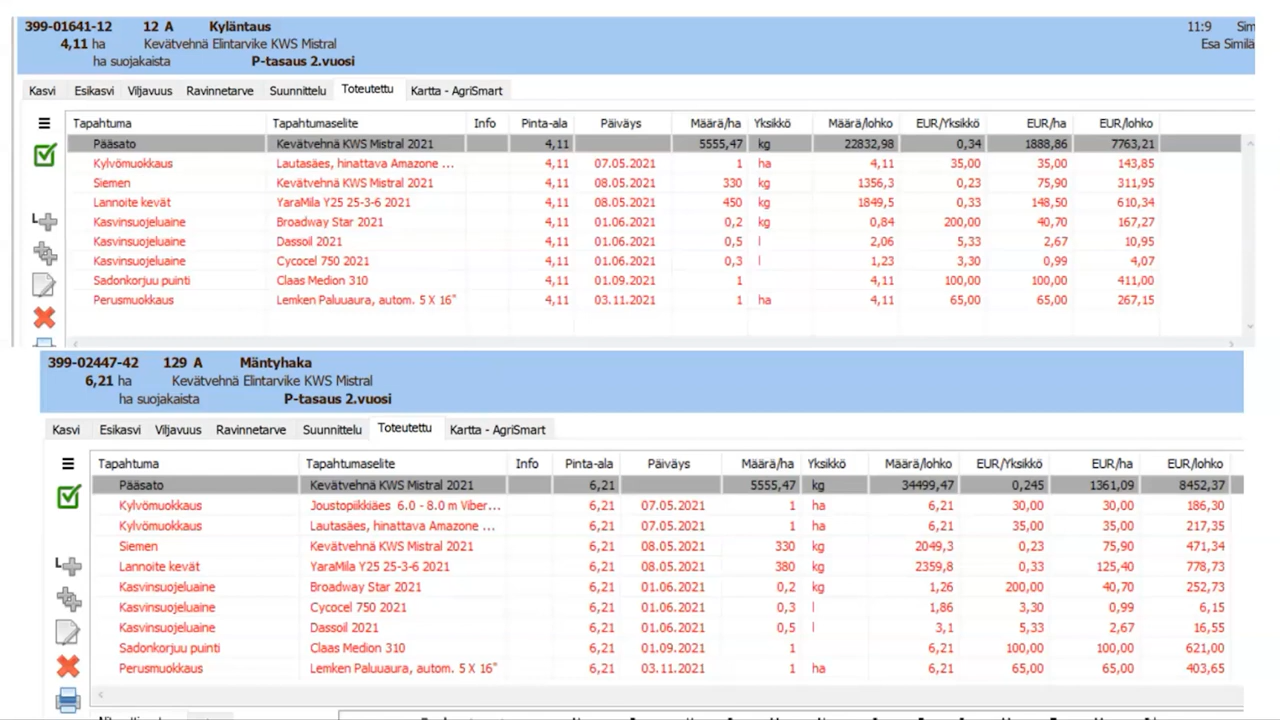 399-01641-12 12 A Kyläntaus 11:9
4,11 ha Kevätvehnä Elintarvike KWS Mistral Esa Similä
ha suojakaista P-tasaus 2.vuosi
Kasvi Esikasvi Viljavuus Ravinnetarve Suunnittelu Toteutettu Kartta - AgriSmart
Tapahtuma Tapahtumaselite Info Pinta-ala Päiväys Määrä/ha Yksikkö Määrä/lohko EUR/Yksikkö EUR/ha EUR/lohko
Pääsato Kevätvehnä KWS Mistral 2021 4,11 5555,47 kg 22832,98 0,34 1888,86 7763,21
Kylvömuokkaus Lautasäes, hinattava Amazone ... 4,11 07.05.2021 1 ha 4,11 35,00 35,00 143,85
Siemen Kevätvehnä KWS Mistral 2021 4,11 08.05.2021 330 kg 1356,3 0,23 75,90 311,95
Lannoite kevät YaraMila Y25 25-3-6 2021 4,11 08.05.2021 450 kg 1849,5 0,33 148,50 610,34
Kasvinsuojeluaine Broadway Star 2021 4,11 01.06.2021 0,2 kg 0,84 200,00 40,70 167,27
Kasvinsuojeluaine Dassoil 2021 4,11 01.06.2021 0,5 l 2,06 5,33 2,67 10,95
Kasvinsuojeluaine Cycocel 750 2021 4,11 01.06.2021 0,3 l 1,23 3,30 0,99 4,07
Sadonkorjuu puinti Claas Medion 310 4,11 01.09.2021 1 4,11 100,00 100,00 411,00
Perusmuokkaus Lemken Paluuaura, autom. 5 X 16" 4,11 03.11.2021 1 ha 4,11 65,00 65,00 267,15
399-02447-42 129 A Mäntyhaka
6,21 ha Kevätvehnä Elintarvike KWS Mistral
ha suojakaista P-tasaus 2.vuosi
Kasvi Esikasvi Viljavuus Ravinnetarve Suunnittelu Toteutettu Kartta - AgriSmart
Tapahtuma Tapahtumaselite Info Pinta-ala Päiväys Määrä/ha Yksikkö Määrä/lohko EUR/Yksikkö EUR/ha EUR/lohko
Pääsato Kevätvehnä KWS Mistral 2021 6,21 5555,47 kg 34499,47 0,245 1361,09 8452,37
Kylvömuokkaus Joustopiikkiäes 6.0 - 8.0 m Viber... 6,21 07.05.2021 1 ha 6,21 30,00 30,00 186,30
Kylvömuokkaus Lautasäes, hinattava Amazone ... 6,21 07.05.2021 1 ha 6,21 35,00 35,00 217,35
Siemen Kevätvehnä KWS Mistral 2021 6,21 08.05.2021 330 kg 2049,3 0,23 75,90 471,34
Lannoite kevät YaraMila Y25 25-3-6 2021 6,21 08.05.2021 380 kg 2359,8 0,33 125,40 778,73
Kasvinsuojeluaine Broadway Star 2021 6,21 01.06.2021 0,2 kg 1,26 200,00 40,70 252,73
Kasvinsuojeluaine Cycocel 750 2021 6,21 01.06.2021 0,3 l 1,86 3,30 0,99 6,15
Kasvinsuojeluaine Dassoil 2021 6,21 01.06.2021 0,5 l 3,1 5,33 2,67 16,55
Sadonkorjuu puinti Claas Medion 310 6,21 01.09.2021 1 6,21 100,00 100,00 621,00
Perusmuokkaus Lemken Paluuaura, autom. 5 X 16" 6,21 03.11.2021 1 ha 6,21 65,00 65,00 403,65